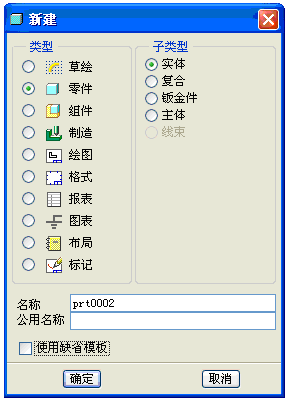 新建
类型
草绘
零件
组件
制造
绘图
格式
报表
图表
布局
标记
子类型
实体
复合
钣金件
主体
线束
名称 prt0002
公用名称
使用缺省模板
确定 取消